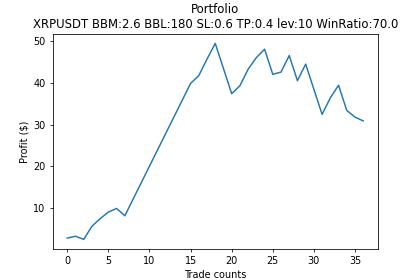 Portfolio
XRPUSDT BBM:2.6 BBL:180 SL:0.6 TP:0.4 lev:10 WinRatio:70.0
50
40
30
20
10
Profit ($)
0 5 10 15 20 25 30 35
Trade counts